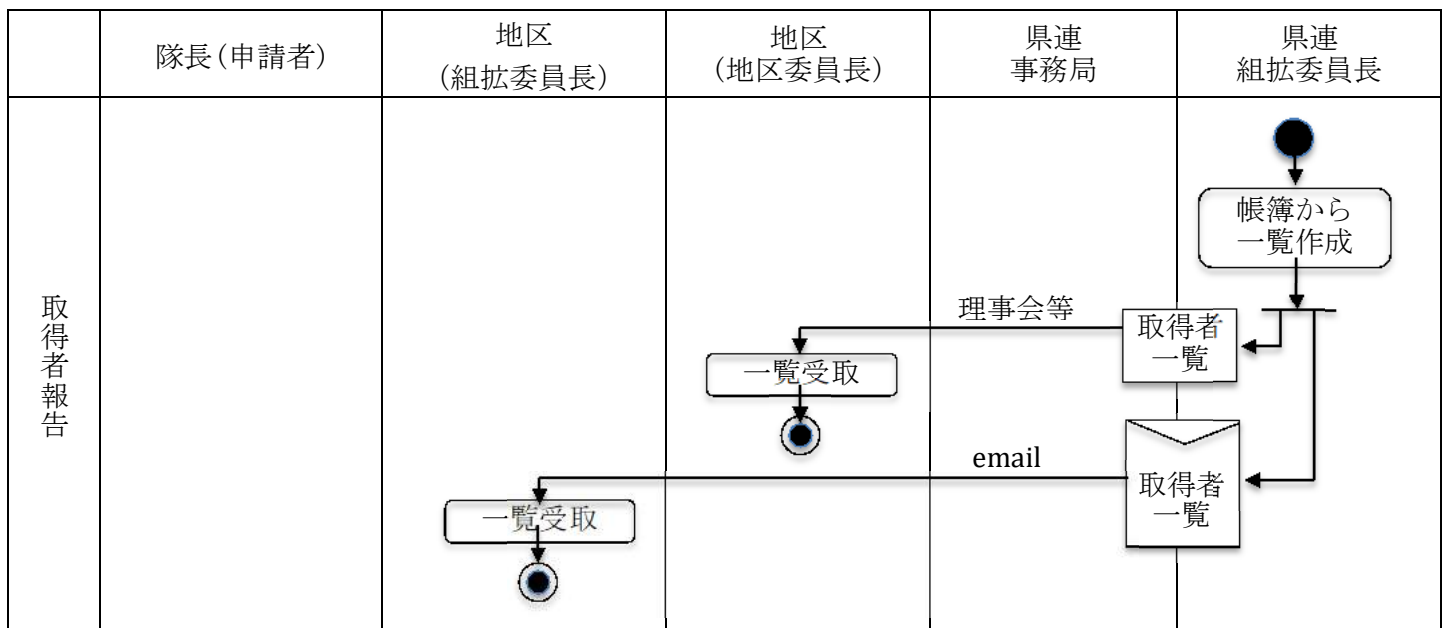 隊長(申請者)
地区
(組拡委員長)
地区
(地区委員長)
県連
事務局
県連
組拡委員長
取得者報告
帳簿から
一覧作成
理事会等
取得者
一覧
一覧受取
email
取得者
一覧
一覧受取